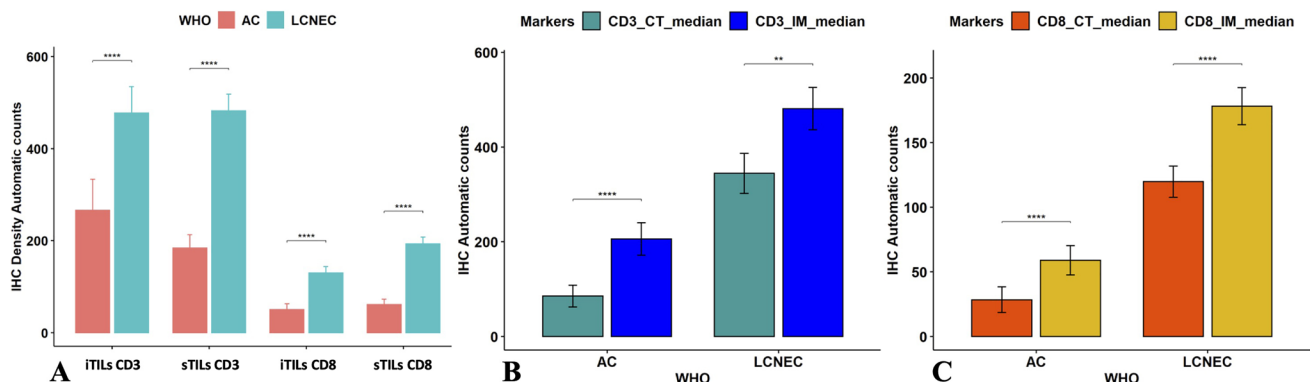 WHO AC LCNEC
IHC Density Automatic counts
600
400
200
0
****
****
****
****
iTILs CD3 sTILs CD3 iTILs CD8 sTILs CD8
A
Markers CD3_CT_median CD3_IM_median
IHC Automatic counts
600
400
200
0
****
**
AC LCNEC
WHO
B
Markers CD8_CT_median CD8_IM_median
IHC Automatic counts
200
150
100
50
0
****
****
AC LCNEC
WHO
C